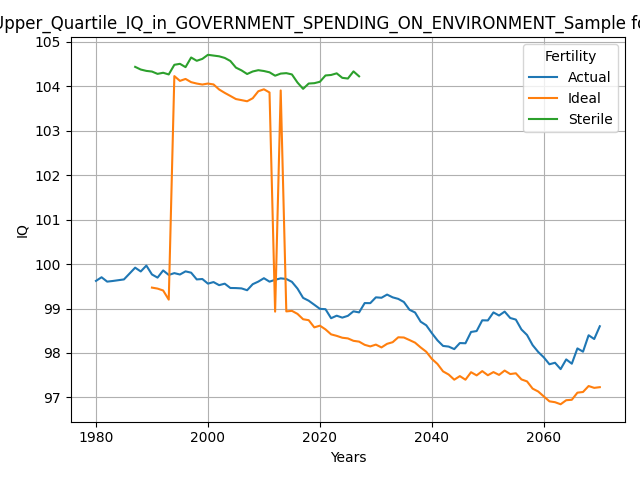 Upper_Quartile_IQ_in_GOVERNMENT_SPENDING_ON_ENVIRONMENT_Sample fo
105
104
103
102
101
100
99
98
97
IQ
Fertility
Actual
Ideal
Sterile
1980
2000
2020
2040
2060
Years